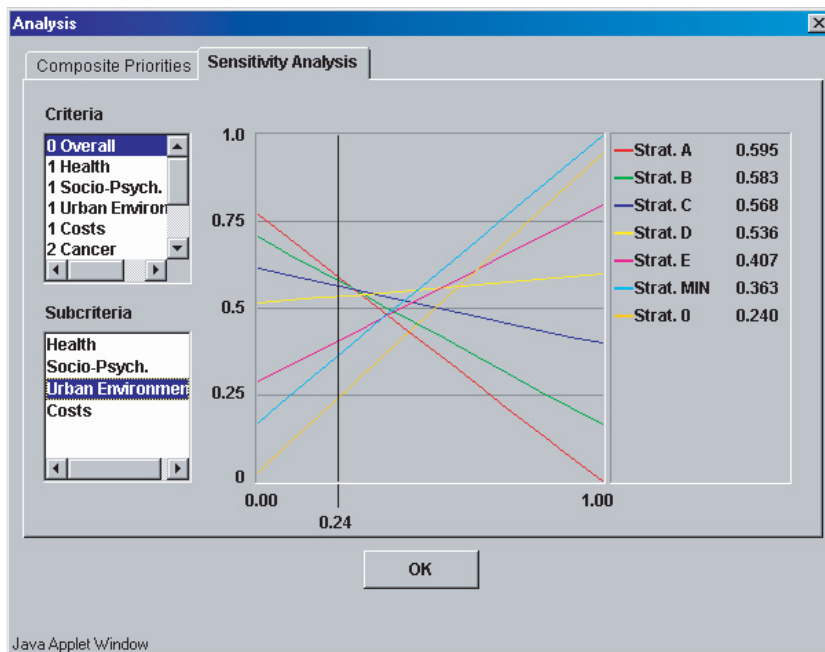 Analysis
Composite Priorities
Sensitivity Analysis
Criteria
0 Overall
1 Health
1 Socio-Psych.
1 Urban Environ
1 Costs
2 Cancer
Subcriteria
Health
Socio-Psych.
Urban Environmen
Costs
1.0
0.75
0.5
0.25
0
0.00
1.00
0.24
Strat. A 0.595
Strat. B 0.583
Strat. C 0.568
Strat. D 0.536
Strat. E 0.407
Strat. MIN 0.363
Strat. 0 0.240
OK
Java Applet Window